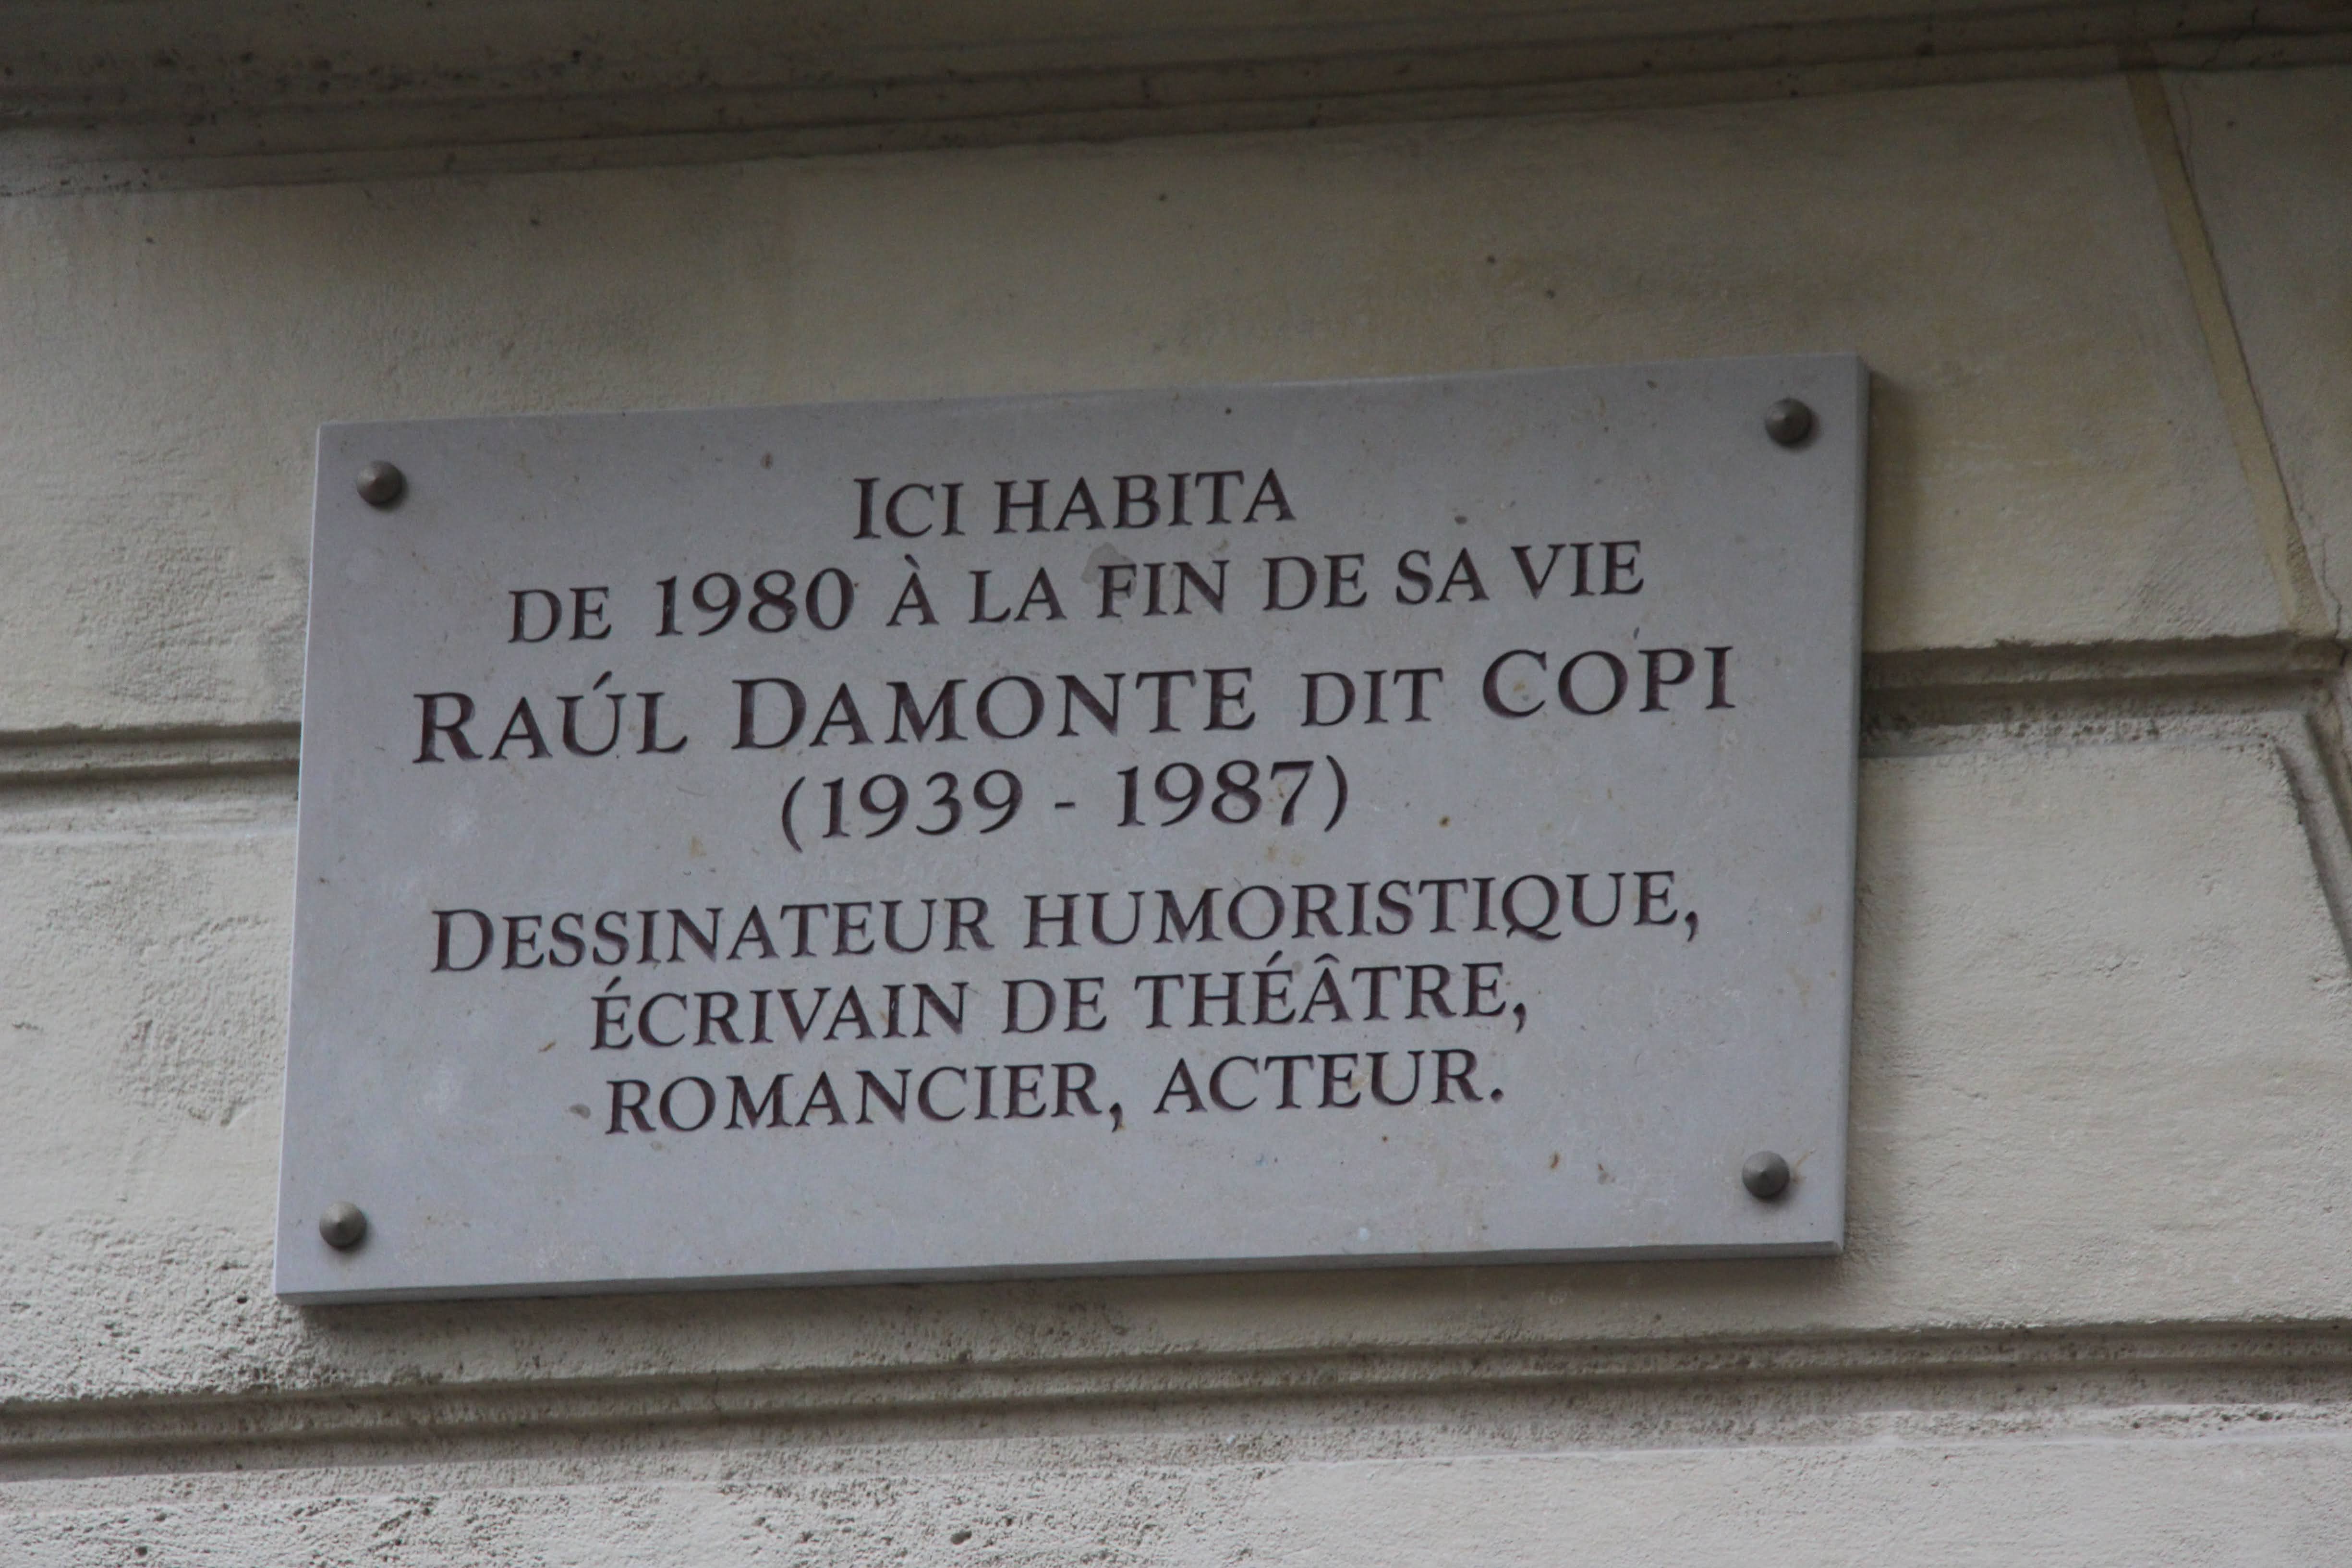 ICI HABITA
DE 1980 À LA FIN DE SA VIE
RAÚL DAMONTE DIT COPI
(1939 - 1987)
DESSINATEUR HUMORISTIQUE,
ÉCRIVAIN DE THÉÂTRE,
ROMANCIER, ACTEUR.